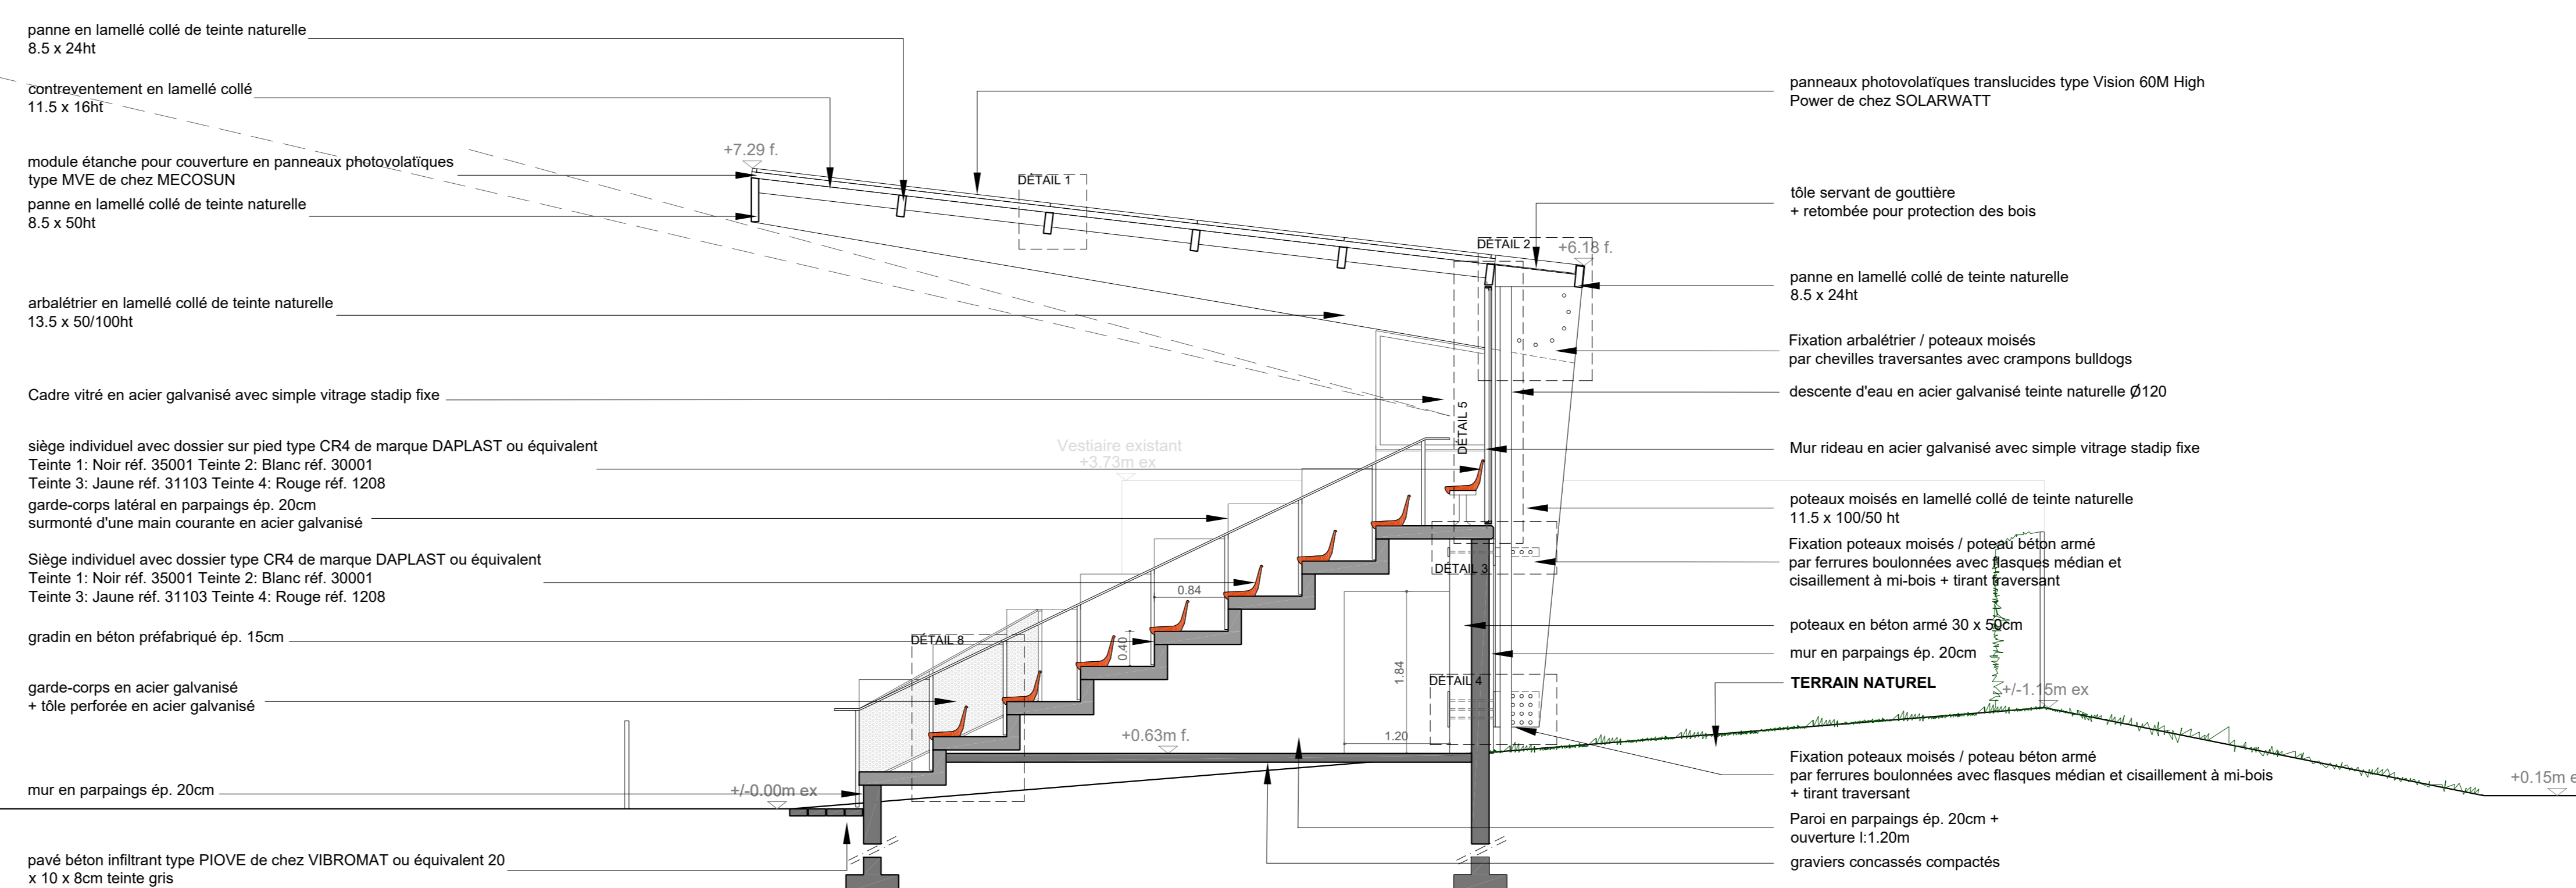 panne en lamellé collé de teinte naturelle
8.5 x 24ht
contreventement en lamellé collé
11.5 x 16ht
module étanche pour couverture en panneaux photovolatïques
type MVE de chez MECOSUN
panne en lamellé collé de teinte naturelle
8.5 x 50ht
arbalétrier en lamellé collé de teinte naturelle
13.5 x 50/100ht
Cadre vitré en acier galvanisé avec simple vitrage stadip fixe
siège individuel avec dossier sur pied type CR4 de marque DAPLAST ou équivalent
Teinte 1: Noir réf. 35001 Teinte 2: Blanc réf. 30001
Teinte 3: Jaune réf. 31103 Teinte 4: Rouge réf. 1208
garde-corps latéral en parpaings ép. 20cm
surmonté d'une main courante en acier galvanisé
Siège individuel avec dossier type CR4 de marque DAPLAST ou équivalent
Teinte 1: Noir réf. 35001 Teinte 2: Blanc réf. 30001
Teinte 3: Jaune réf. 31103 Teinte 4: Rouge réf. 1208
gradin en béton préfabriqué ép. 15cm
garde-corps en acier galvanisé
+ tôle perforée en acier galvanisé
mur en parpaings ép. 20cm
pavé béton infiltrant type PIOVE de chez VIBROMAT ou équivalent 20
x 10 x 8cm teinte gris
+7.29 f.
DÉTAIL 1
DÉTAIL 2
+6.18 f.
DÉTAIL 5
Vestiaire existant
+3.73m ex
DÉTAIL 3
0.84
0.40
DÉTAIL 8
1.84
DÉTAIL 4
1.20
+0.63m f.
+/-0.00m ex
panneaux photovolatïques translucides type Vision 60M High
Power de chez SOLARWATT
tôle servant de gouttière
+ retombée pour protection des bois
panne en lamellé collé de teinte naturelle
8.5 x 24ht
Fixation arbalétrier / poteaux moisés
par chevilles traversantes avec crampons bulldogs
descente d'eau en acier galvanisé teinte naturelle Ø120
Mur rideau en acier galvanisé avec simple vitrage stadip fixe
poteaux moisés en lamellé collé de teinte naturelle
11.5 x 100/50 ht
Fixation poteaux moisés / poteau béton armé
par ferrures boulonnées avec flasques médian et
cisaillement à mi-bois + tirant traversant
poteaux en béton armé 30 x 50cm
mur en parpaings ép. 20cm
TERRAIN NATUREL
+/-1.15m ex
Fixation poteaux moisés / poteau béton armé
par ferrures boulonnées avec flasques médian et cisaillement à mi-bois
+ tirant traversant
+0.15m e
Paroi en parpaings ép. 20cm +
ouverture l:1.20m
graviers concassés compactés